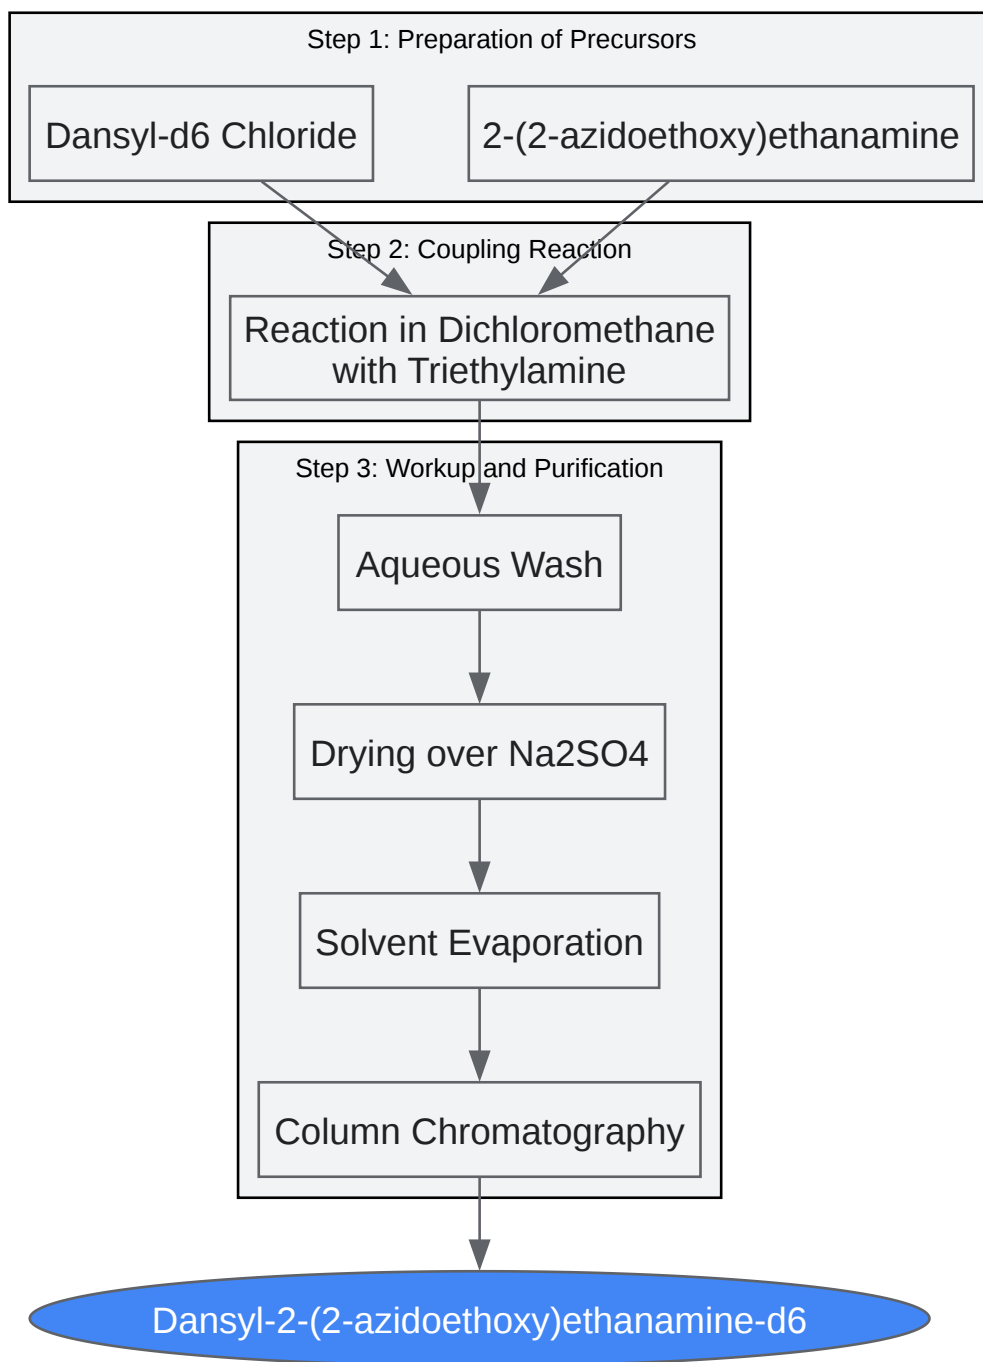 Step 1: Preparation of Precursors
Dansyl-d6 Chloride
2-(2-azidoethoxy)ethanamine
Step 2: Coupling Reaction
Reaction in Dichloromethane
with Triethylamine
Step 3: Workup and Purification
Aqueous Wash
Drying over Na2SO4
Solvent Evaporation
Column Chromatography
Dansyl-2-(2-azidoethoxy)ethanamine-d6